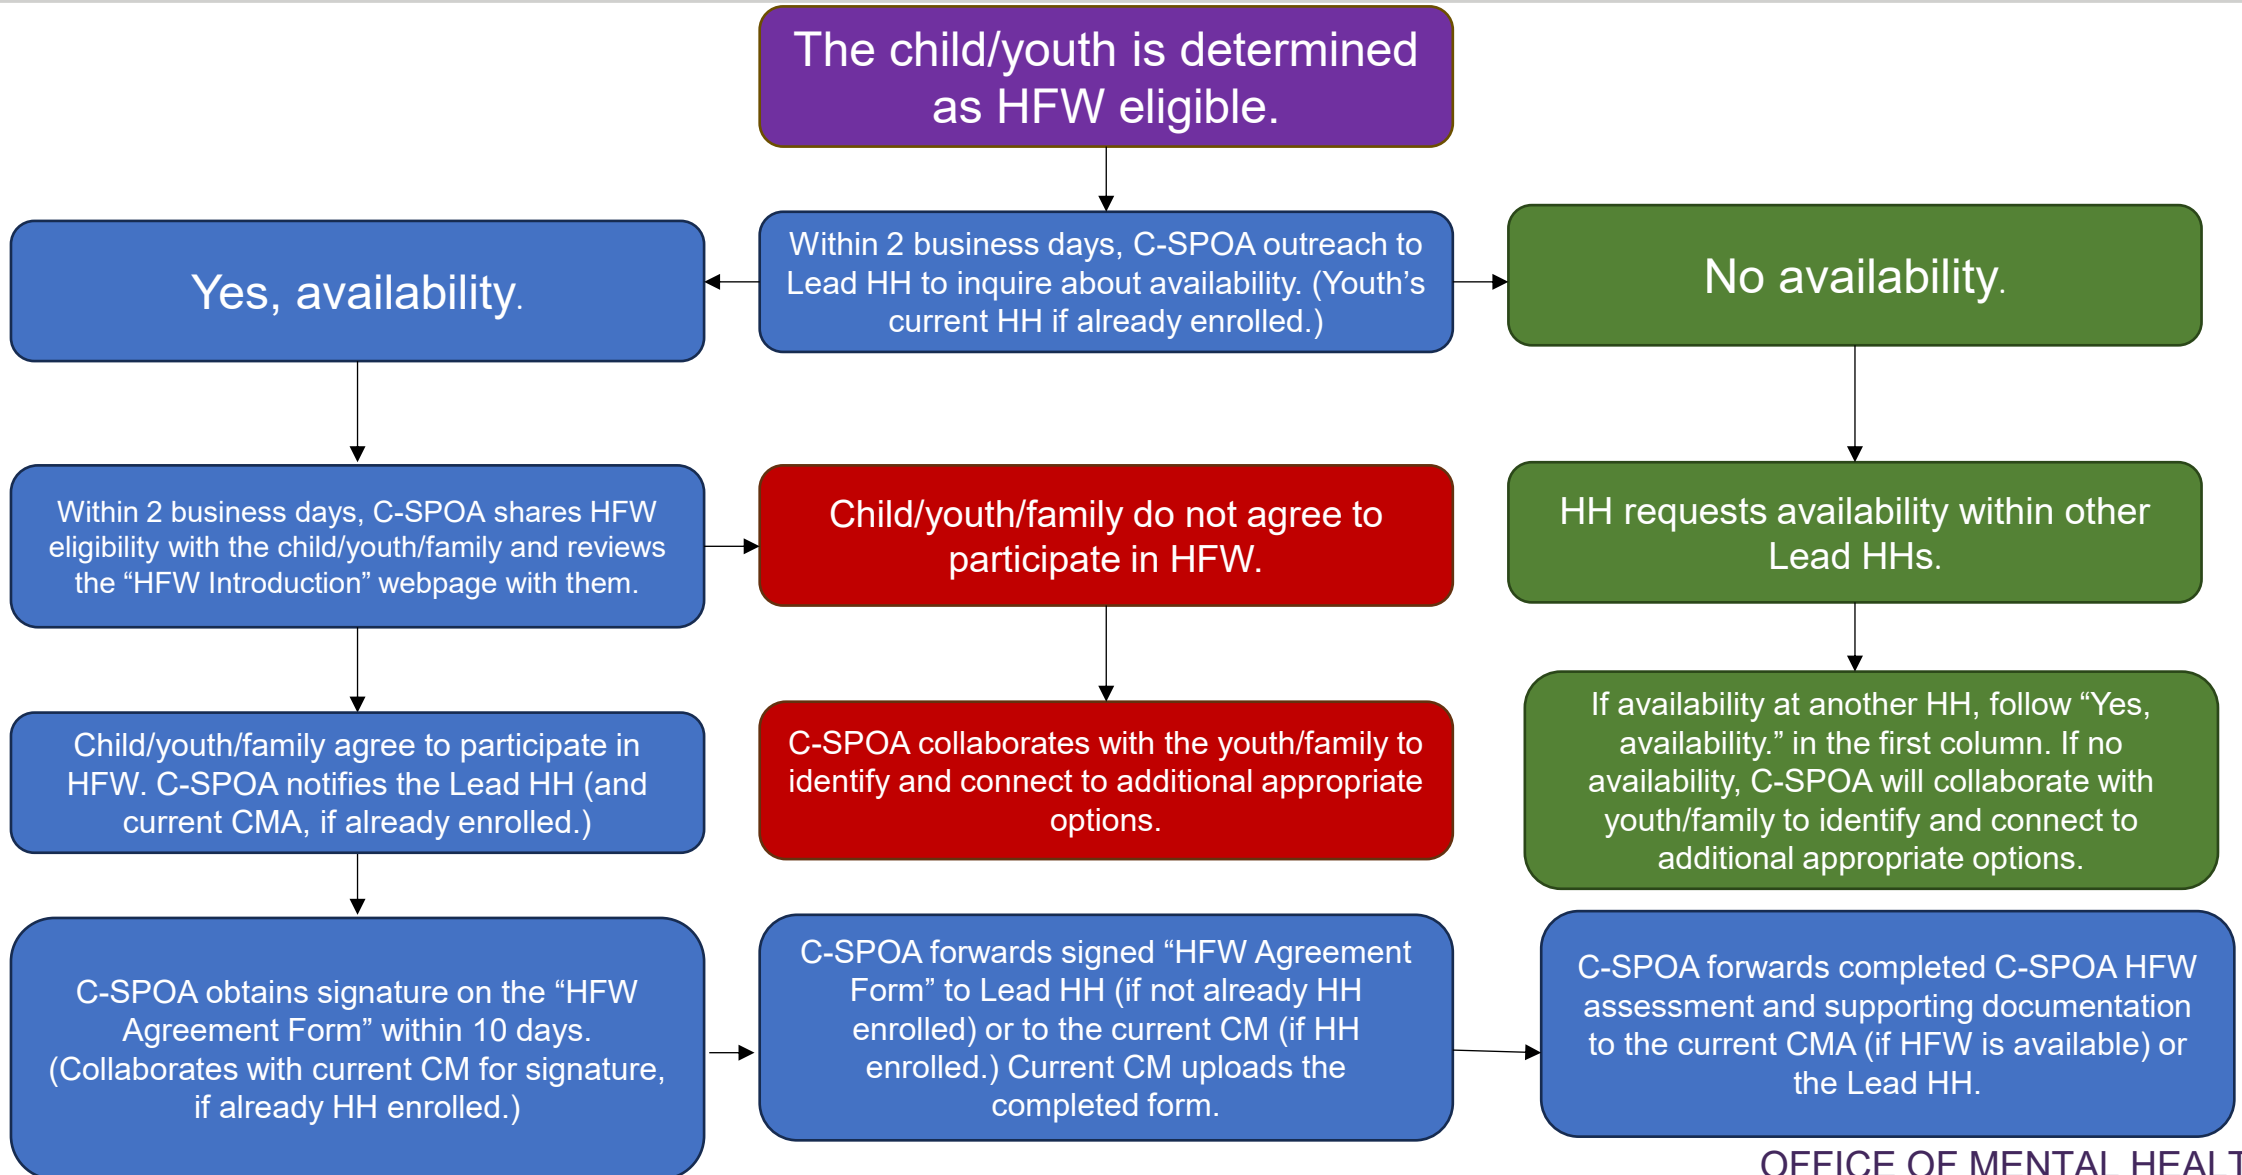 The child/youth is determined
as HFW eligible.
Yes, availability.
Within 2 business days, C-SPOA outreach to
Lead HH to inquire about availability. (Youth’s
current HH if already enrolled.)
No availability.
Within 2 business days, C-SPOA shares HFW
eligibility with the child/youth/family and reviews
the “HFW Introduction” webpage with them.
Child/youth/family do not agree to
participate in HFW.
HH requests availability within other
Lead HHs.
Child/youth/family agree to participate in
HFW. C-SPOA notifies the Lead HH (and
current CMA, if already enrolled.)
C-SPOA collaborates with the youth/family to
identify and connect to additional appropriate
options.
If availability at another HH, follow “Yes,
availability.” in the first column. If no
availability, C-SPOA will collaborate with
youth/family to identify and connect to
additional appropriate options.
C-SPOA obtains signature on the “HFW
Agreement Form” within 10 days.
(Collaborates with current CM for signature,
if already HH enrolled.)
C-SPOA forwards signed “HFW Agreement
Form” to Lead HH (if not already HH
enrolled) or to the current CM (if HH
enrolled.) Current CM uploads the
completed form.
C-SPOA forwards completed C-SPOA HFW
assessment and supporting documentation
to the current CMA (if HFW is available) or
the Lead HH.
OFFICE OF MENTAL HEALT